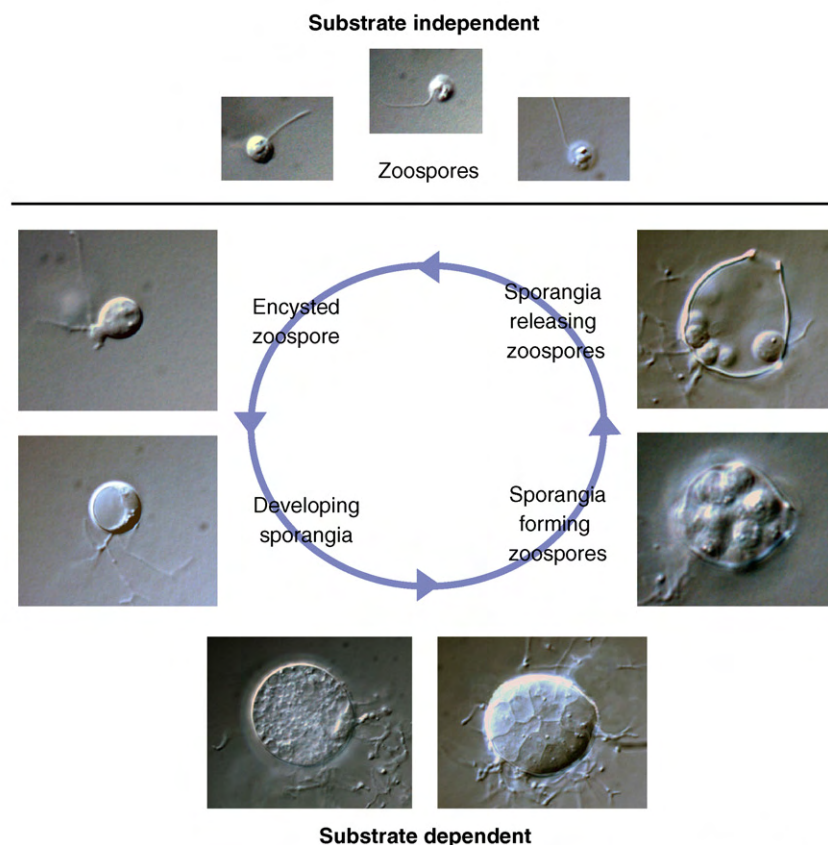 Substrate independent
Zoospores
Encysted
zoospore
Sporangia
releasing
zoospores
Developing
sporangia
Sporangia
forming
zoospores
Substrate dependent